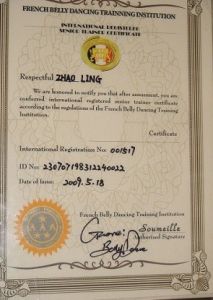 FRENCH BELLY DANCING TRAINNING INSTITUTION
INTERNATIONAL REGISTERED
SENIOR TRAINER CERTIFICATE
Respectful ZHAO LING
We are honored to notify you that after assessment, you are
conferred international registered senior trainer certificate
according to the regulations of the French Belly Dancing Training
Institution.
Certificate
International Registration No: 001517
ID No: 230707198312240022
Date of Issue: 2009.5.18
French Belly Dancing Training Institution
Soumeille
Authorized Signature